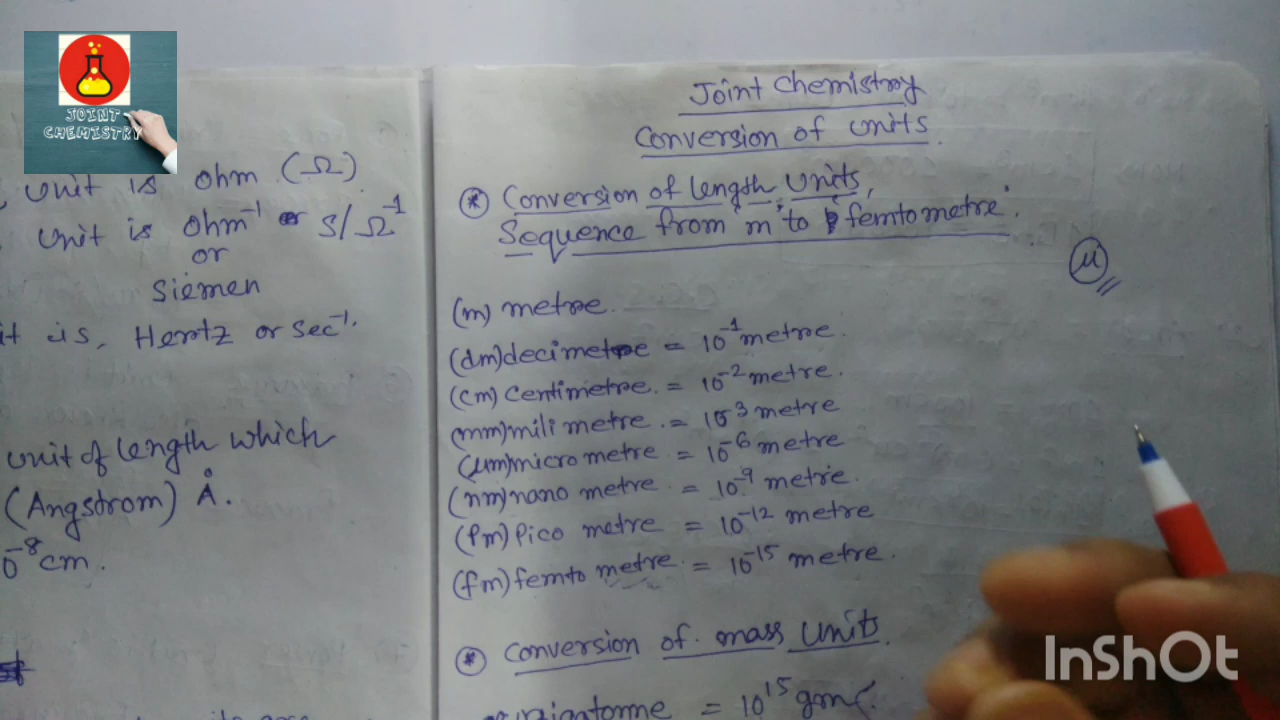 JOINT
CHEMISTRY
unit is ohm (Ω).
unit is ohm⁻¹ or S/Ω⁻¹
or
Siemen
it is, Hertz or sec⁻¹.
unit of length which
(Angstrom) Å.
0⁻⁸ cm.
Joint Chemistry
Conversion of units.
* Conversion of length units,
Sequence from 'm' to 'femtometre'.
μ
(m) metre.
(dm) decimetre = 10⁻¹ metre.
(cm) centimetre. = 10⁻² metre.
(mm) mili metre. = 10⁻³ metre
(μm) micro metre = 10⁻⁶ metre
(nm) nano metre = 10⁻⁹ metre.
(Pm) Pico metre = 10⁻¹² metre
(fm) femto metre. = 10⁻¹⁵ metre.
* Conversion of mass units.
= 10¹⁵ gm
InShOt